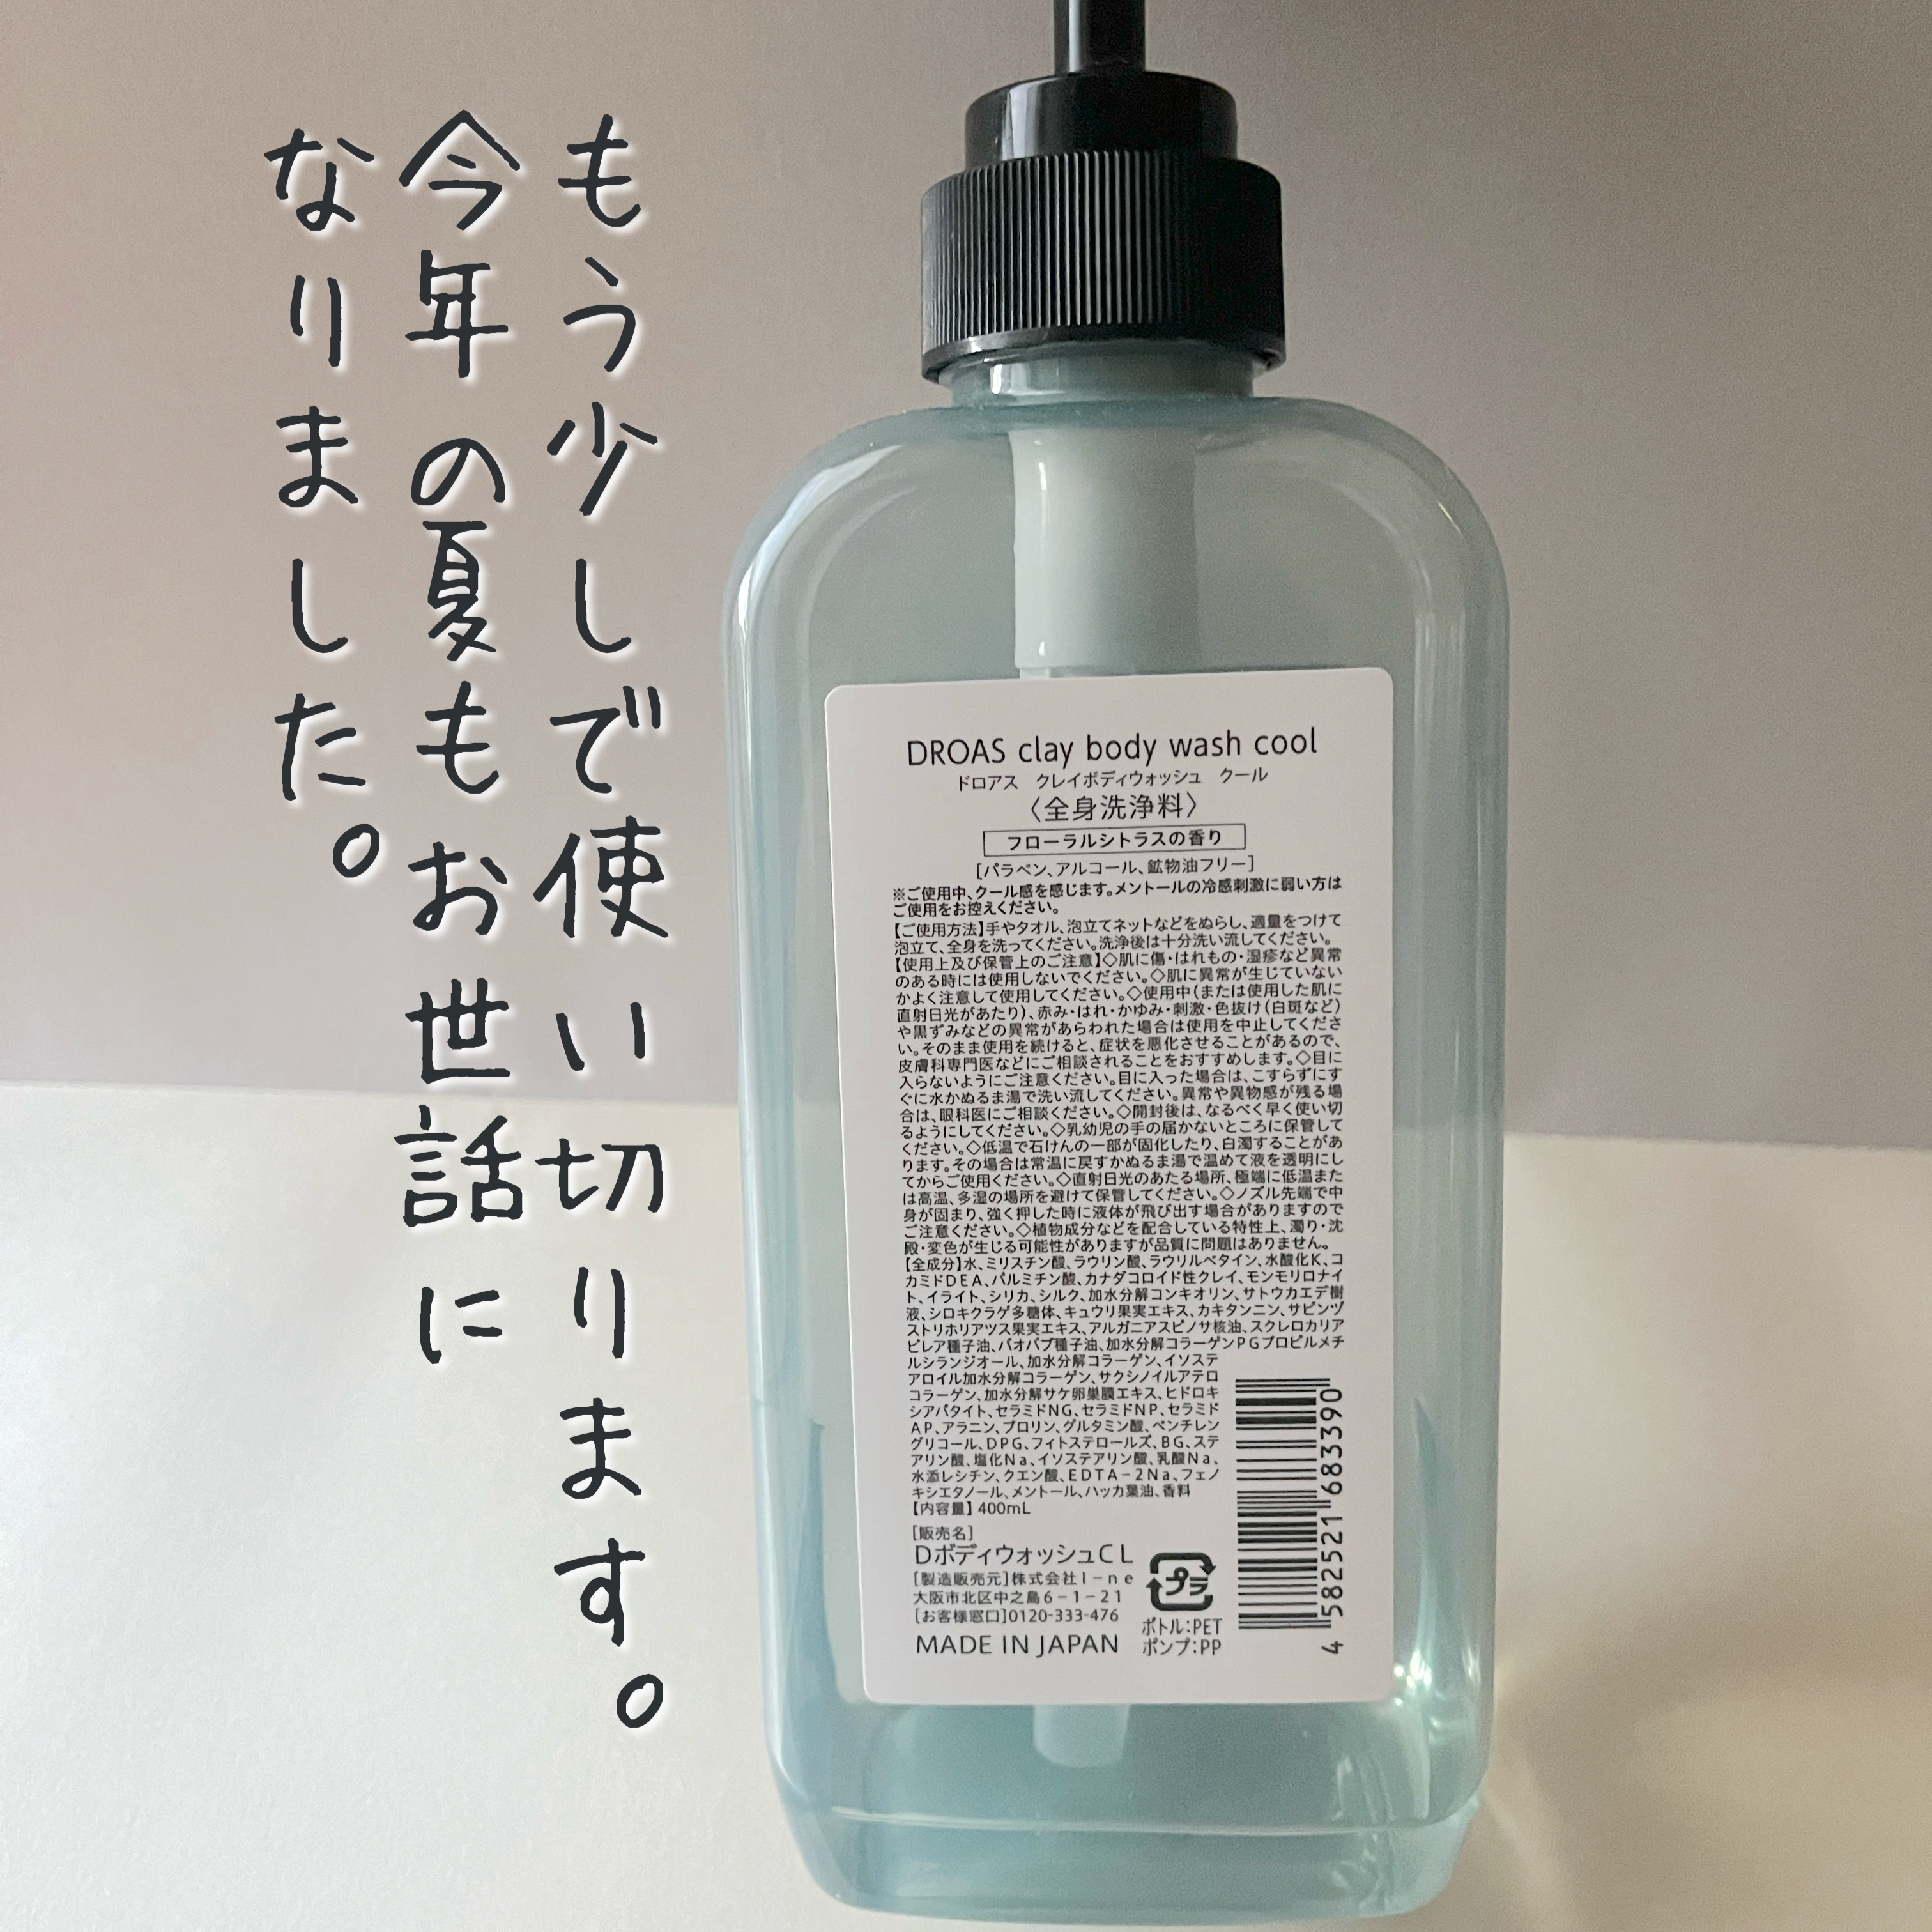 もう少しで使い切ります。
今年の夏もお世話に
なりました。
DROAS clay body wash cool
ドロアス クレイボディウォッシュ クール
〈全身洗浄料〉
フローラルシトラスの香り
[パラベン、アルコール、鉱物油フリー]
※ご使用中、クール感を感じます。メントールの冷感刺激に弱い方は
ご使用をお控えください。
【ご使用方法】手やタオル、泡立てネットなどをぬらし、適量をつけて
泡立て、全身を洗ってください。洗浄後は十分洗い流してください。
【使用上及び保管上のご注意】◇肌に傷・はれもの・湿疹など異常
のある時には使用しないでください。◇肌に異常が生じていない
かよく注意して使用してください。◇使用中(または使用した肌に
直射日光があたり)、赤み・はれ・かゆみ・刺激・色抜け(白斑など)
や黒ずみなどの異常があらわれた場合は使用を中止してくださ
い。そのまま使用を続けると、症状を悪化させることがあるので、
皮膚科専門医などにご相談されることをおすすめします。◇目に
入らないようにご注意ください。目に入った場合は、こすらずにす
ぐに水かぬるま湯で洗い流してください。異常や異物感が残る場
合は、眼科医にご相談ください。◇開封後は、なるべく早く使い切
るようにしてください。◇乳幼児の手の届かないところに保管して
ください。◇低温で石けんの一部が固化したり、白濁することがあ
ります。その場合は常温に戻すかぬるま湯で温めて液を透明にし
てからご使用ください。◇直射日光のあたる場所、極端に低温また
は高温、多湿の場所を避けて保管してください。◇ノズル先端で中
身が固まり、強く押した時に液体が飛び出す場合がありますので
ご注意ください。◇植物成分などを配合している特性上、濁り・沈
殿・変色が生じる可能性がありますが品質に問題はありません。
【全成分】水、ミリスチン酸、ラウリン酸、ラウリルベタイン、水酸化K、コ
カミドDEA、パルミチン酸、カナダコロイド性クレイ、モンモリロナイ
ト、イライト、シリカ、シルク、加水分解コンキオリン、サトウカエデ樹
液、シロキクラゲ多糖体、キュウリ果実エキス、カキタンニン、サピンヅ
ストリホリアツス果実エキス、アルガニアスピノサ核油、スクレロカリア
ビレア種子油、バオバブ種子油、加水分解コラーゲンPGプロピルメチ
ルシランジオール、加水分解コラーゲン、イソステ
アロイル加水分解コラーゲン、サクシノイルアテロ
コラーゲン、加水分解サケ卵巣膜エキス、ヒドロキ
シアパタイト、セラミドNG、セラミドNP、セラミド
AP、アラニン、プロリン、グルタミン酸、ペンチレン
グリコール、DPG、フィトステロールズ、BG、ステ
アリン酸、塩化Na、イソステアリン酸、乳酸Na、
水添レシチン、クエン酸、EDTA－2Na、フェノ
キシエタノール、メントール、ハッカ葉油、香料
【内容量】400mL
[販売名]
DボディウォッシュCL
[製造販売元]株式会社I－ne
大阪市北区中之島6－1－21
[お客様窓口]0120-333-476
MADE IN JAPAN
プラ
ボトル:PET
ポンプ:PP
4 582521 683390